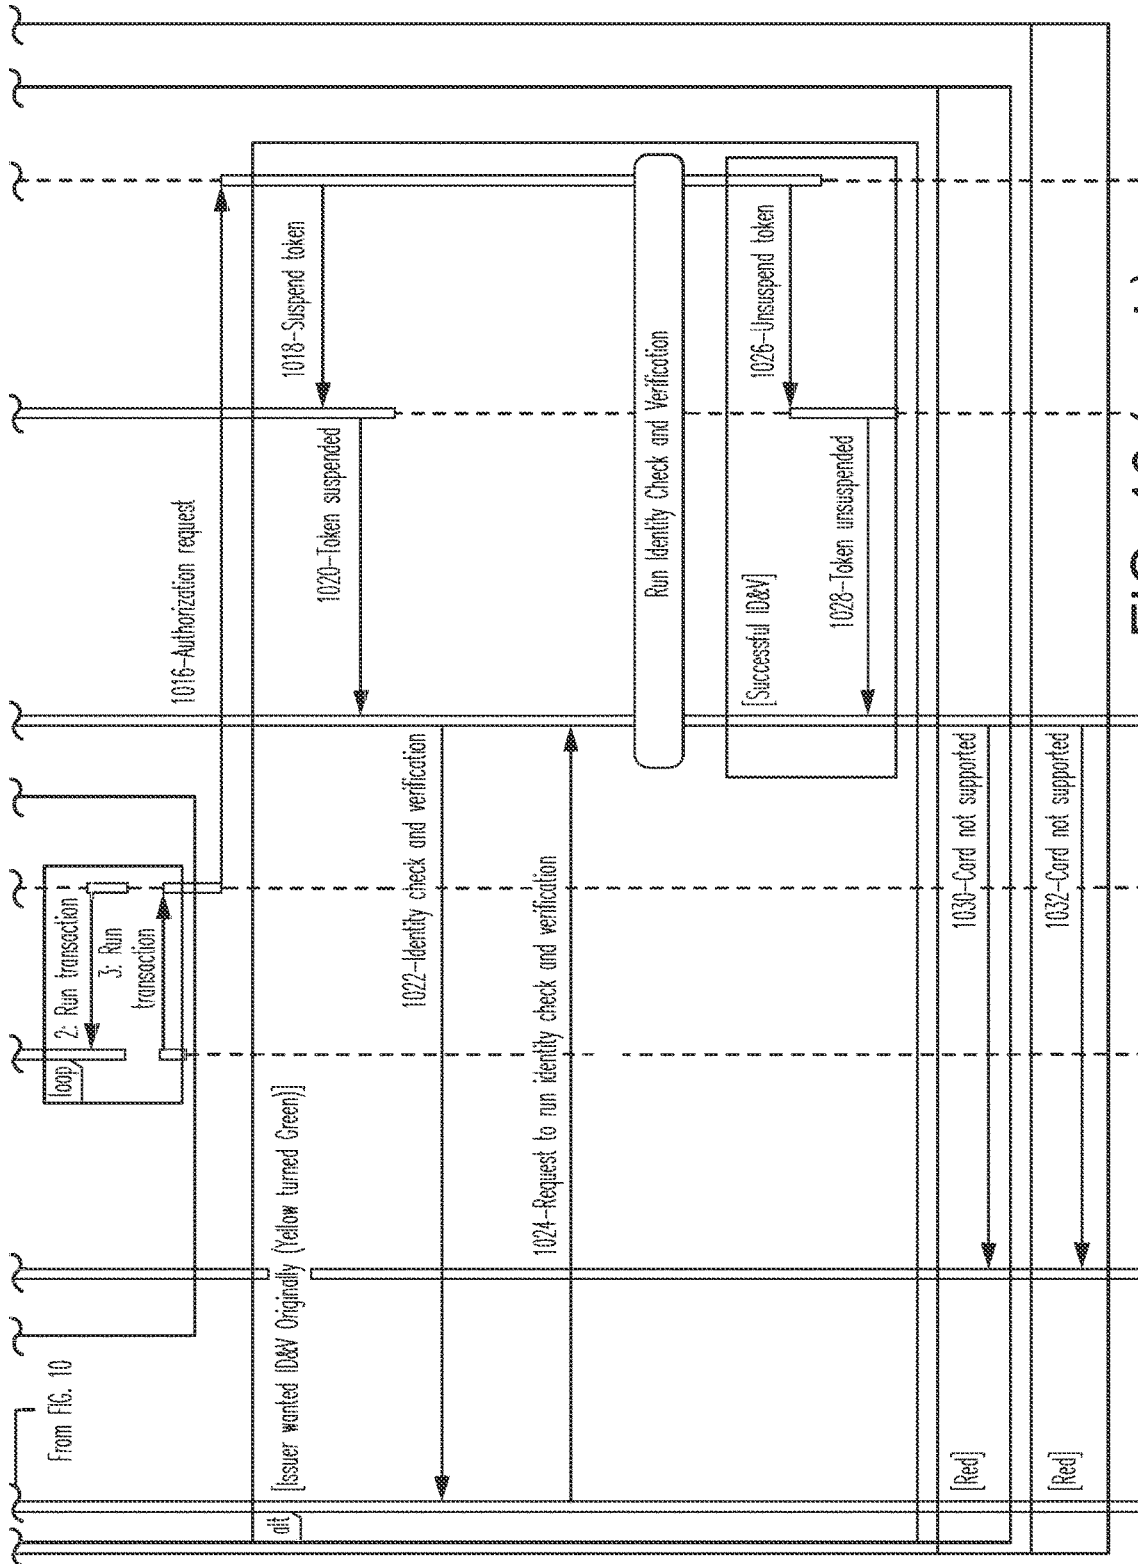 From FIG. 10
loop
2: Run transaction
3: Run
transaction
1016-Authorization request
alt
[Issuer wanted ID&V Originally (Yellow turned Green)]
1018-Suspend token
1020-Token suspended
1022-Identity check and verification
1024-Request to run identity check and verification
Run Identity Check and Verification
[Successful ID&V]
1026-Unsuspend token
1028-Token unsuspended
[Red]
1030-Card not supported
[Red]
1032-Card not supported